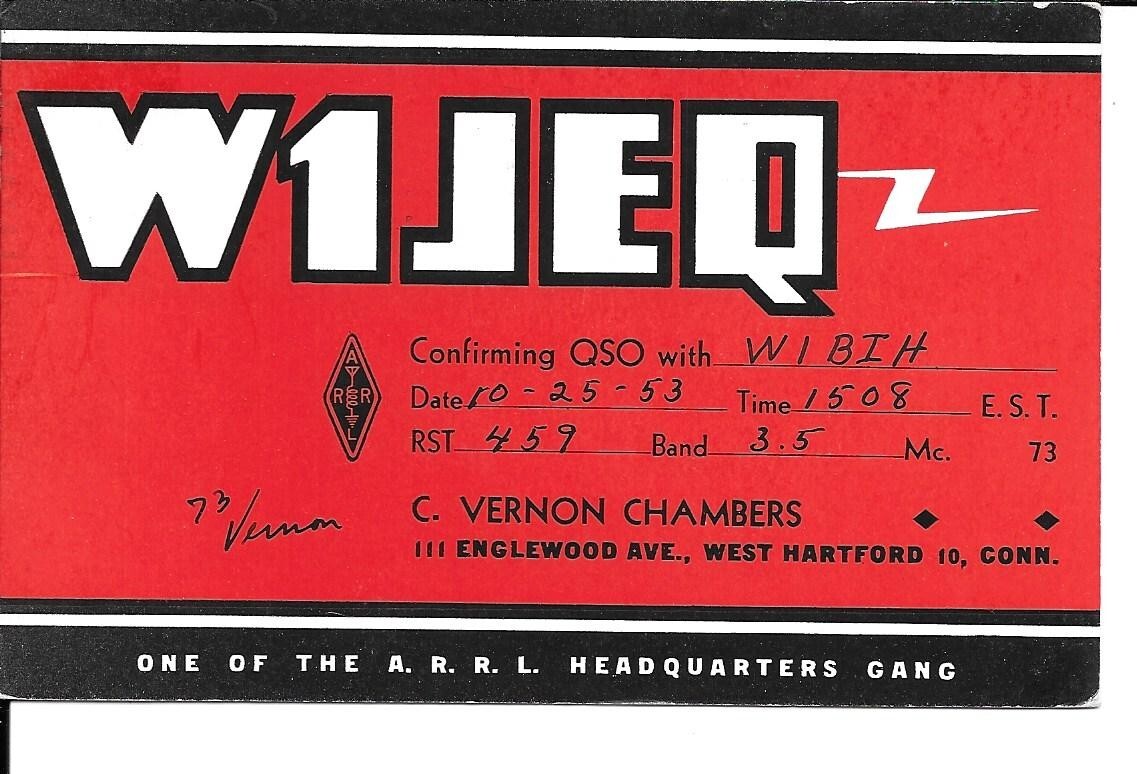 W1JEQ
A
R R
L
Confirming QSO with W1BIH
Date 10-25-53 Time 1508 E.S.T.
RST 459 Band 3.5 Mc. 73
73 Vernon
C. VERNON CHAMBERS
111 ENGLEWOOD AVE., WEST HARTFORD 10, CONN.
ONE OF THE A. R. R. L. HEADQUARTERS GANG